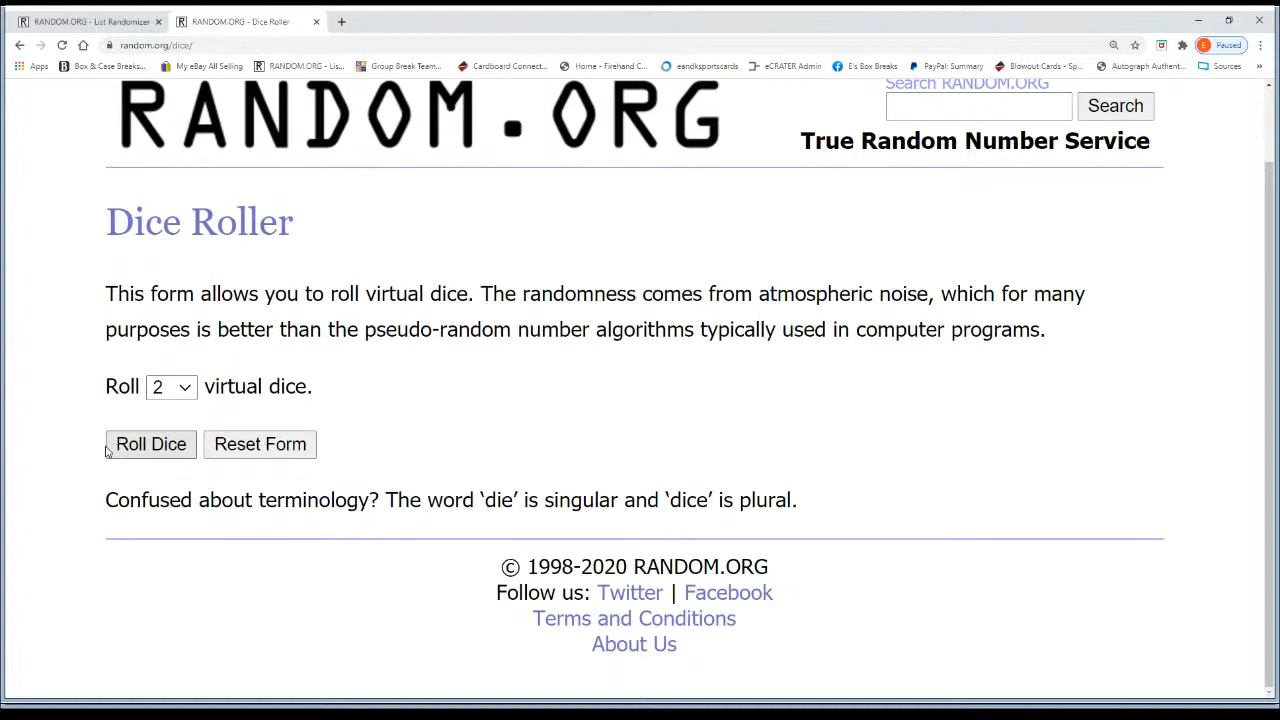 RANDOM.ORG - List Randomizer
RANDOM.ORG - Dice Roller
random.org/dice/
E Paused
Apps
Box & Case Breaks...
My eBay All Selling
RANDOM.ORG - Lis...
Group Break Team...
Cardboard Connect...
Home - Firehand C...
eandksportscards
eCRATER Admin
E's Box Breaks
PayPal: Summary
Blowout Cards - Sp...
Autograph Authent...
Sources
RANDOM.ORG
Search RANDOM.ORG
Search
True Random Number Service
Dice Roller
This form allows you to roll virtual dice. The randomness comes from atmospheric noise, which for many
purposes is better than the pseudo-random number algorithms typically used in computer programs.
Roll 2 virtual dice.
Roll Dice Reset Form
Confused about terminology? The word ‘die’ is singular and ‘dice’ is plural.
© 1998-2020 RANDOM.ORG
Follow us: Twitter | Facebook
Terms and Conditions
About Us